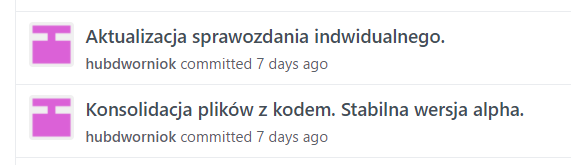 Aktualizacja sprawozdania indwidualnego.
hubdworniok committed 7 days ago
Konsolidacja plików z kodem. Stabilna wersja alpha.
hubdworniok committed 7 days ago